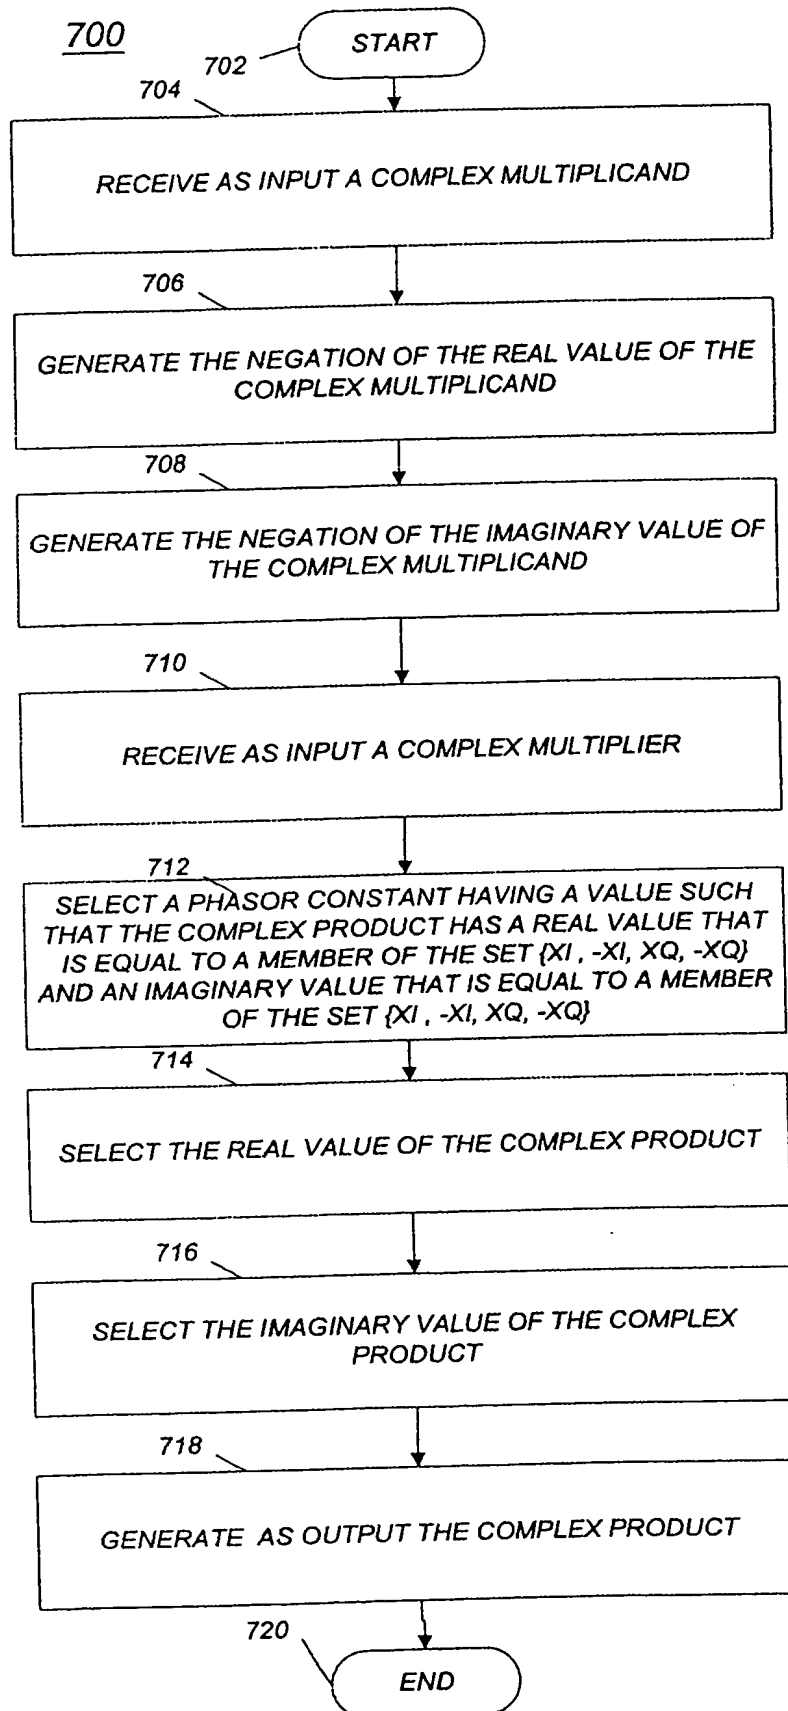 700
702
START
704
RECEIVE AS INPUT A COMPLEX MULTIPLICAND
706
GENERATE THE NEGATION OF THE REAL VALUE OF THE
COMPLEX MULTIPLICAND
708
GENERATE THE NEGATION OF THE IMAGINARY VALUE OF
THE COMPLEX MULTIPLICAND
710
RECEIVE AS INPUT A COMPLEX MULTIPLIER
712
SELECT A PHASOR CONSTANT HAVING A VALUE SUCH
THAT THE COMPLEX PRODUCT HAS A REAL VALUE THAT
IS EQUAL TO A MEMBER OF THE SET {XI , -XI, XQ, -XQ}
AND AN IMAGINARY VALUE THAT IS EQUAL TO A MEMBER
OF THE SET {XI , -XI, XQ, -XQ}
714
SELECT THE REAL VALUE OF THE COMPLEX PRODUCT
716
SELECT THE IMAGINARY VALUE OF THE COMPLEX
PRODUCT
718
GENERATE AS OUTPUT THE COMPLEX PRODUCT
720
END